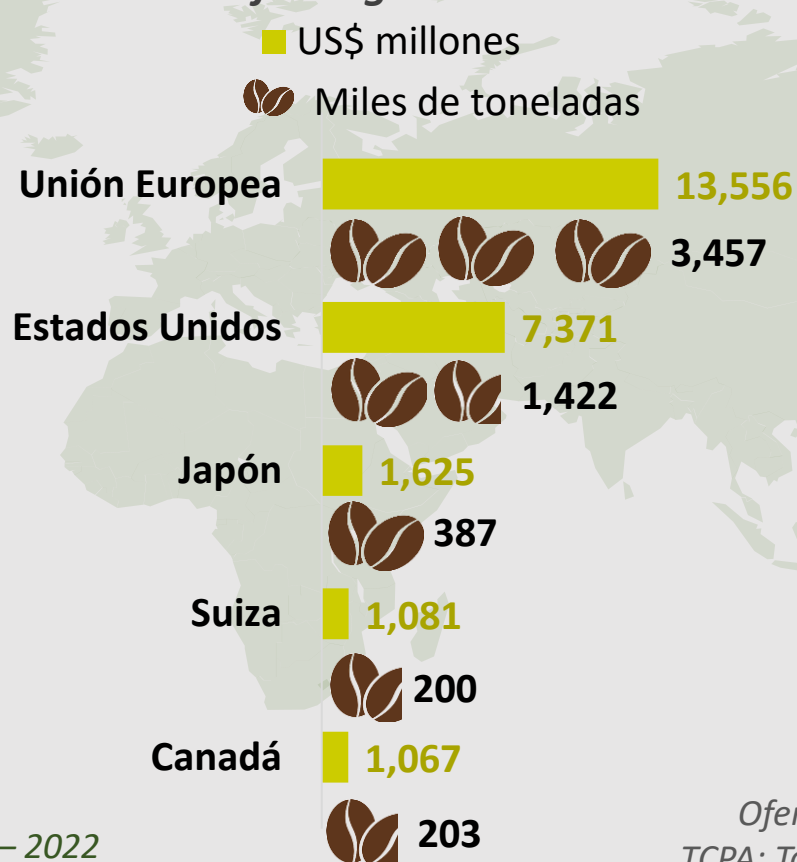 US$ millones
Miles de toneladas
Unión Europea 13,556
3,457
Estados Unidos 7,371
1,422
Japón 1,625
387
Suiza 1,081
200
Canadá 1,067
203
– 2022
TCPA: